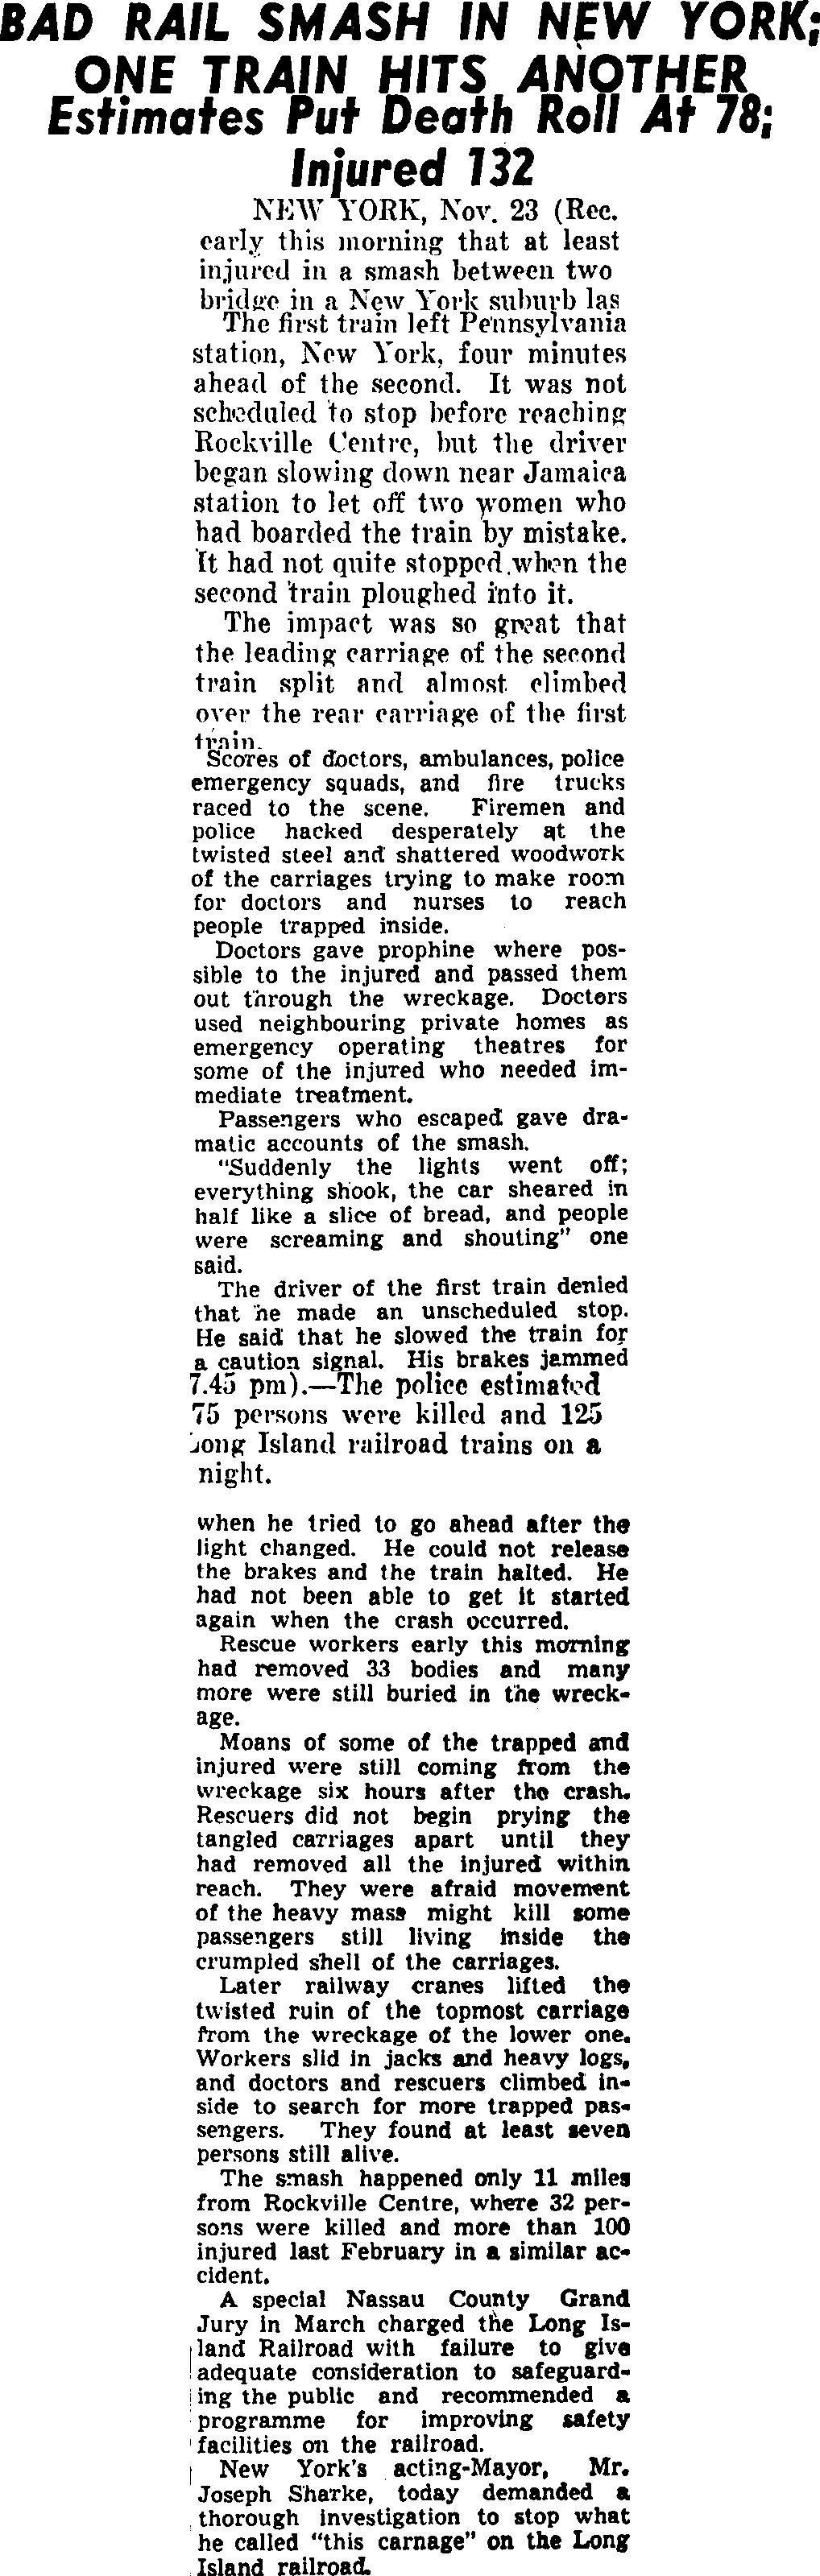 BAD RAIL SMASH IN NEW YORK;
ONE TRAIN HITS ANOTHER
Estimates Put Death Roll At 78;
Injured 132
NEW YORK, Nov. 23 (Rec.
early this morning that at least
injured in a smash between two
bridge in a New York suburb las
The first train left Pennsylvania
station, New York, four minutes
ahead of the second. It was not
scheduled to stop before reaching
Rockville Centre, but the driver
began slowing down near Jamaica
station to let off two women who
had boarded the train by mistake.
It had not quite stopped when the
second train ploughed into it.
The impact was so great that
the leading carriage of the second
train split and almost climbed
over the rear carriage of the first
train.
Scores of doctors, ambulances, police
emergency squads, and fire trucks
raced to the scene. Firemen and
police hacked desperately at the
twisted steel and shattered woodwork
of the carriages trying to make room
for doctors and nurses to reach
people trapped inside.
Doctors gave prophine where pos-
sible to the injured and passed them
out through the wreckage. Doctors
used neighbouring private homes as
emergency operating theatres for
some of the injured who needed im-
mediate treatment.
Passengers who escaped gave dra-
matic accounts of the smash.
"Suddenly the lights went off;
everything shook, the car sheared in
half like a slice of bread, and people
were screaming and shouting" one
said.
The driver of the first train denied
that he made an unscheduled stop.
He said that he slowed the train for
a caution signal. His brakes jammed
7.45 pm).—The police estimated
75 persons were killed and 125
Long Island railroad trains on a
night.
when he tried to go ahead after the
light changed. He could not release
the brakes and the train halted. He
had not been able to get it started
again when the crash occurred.
Rescue workers early this morning
had removed 33 bodies and many
more were still buried in the wreck-
age.
Moans of some of the trapped and
injured were still coming from the
wreckage six hours after the crash.
Rescuers did not begin prying the
tangled carriages apart until they
had removed all the injured within
reach. They were afraid movement
of the heavy mass might kill some
passengers still living inside the
crumpled shell of the carriages.
Later railway cranes lifted the
twisted ruin of the topmost carriage
from the wreckage of the lower one.
Workers slid in jacks and heavy logs,
and doctors and rescuers climbed in-
side to search for more trapped pas-
sengers. They found at least seven
persons still alive.
The smash happened only 11 miles
from Rockville Centre, where 32 per-
sons were killed and more than 100
injured last February in a similar ac-
cident.
A special Nassau County Grand
Jury in March charged the Long Is-
land Railroad with failure to give
adequate consideration to safeguard-
ing the public and recommended a
programme for improving safety
facilities on the railroad.
New York's acting-Mayor, Mr.
Joseph Sharke, today demanded a
thorough investigation to stop what
he called "this carnage" on the Long
Island railroad.